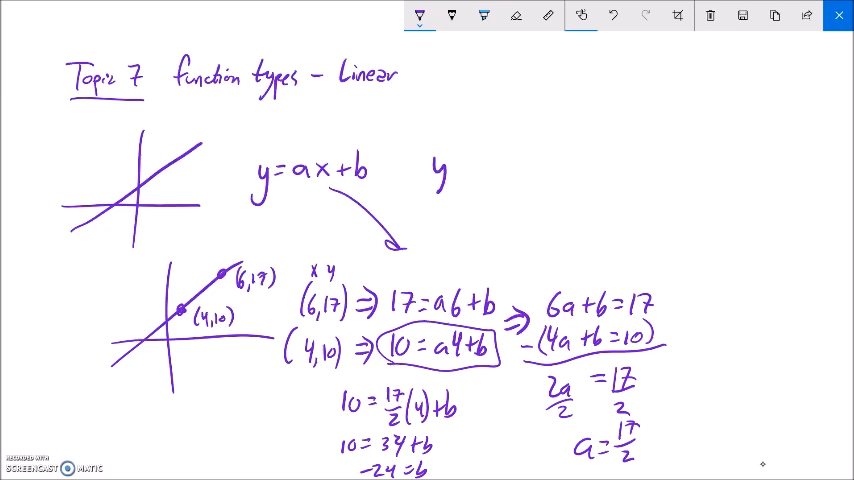 Topic 7 function types - Linear
y=ax+b y
x y
(6,17)
(4,10)
(6,17) ⇒ 17=a6+b ⇒ 6a+b=17
(4,10) ⇒ 10=a4+b -(4a+b=10)
2a/2 = 17/2
10=17/2(4)+b
a=17/2
10=34+b
-24=b
RECORDED WITH
SCREENCAST MATIC